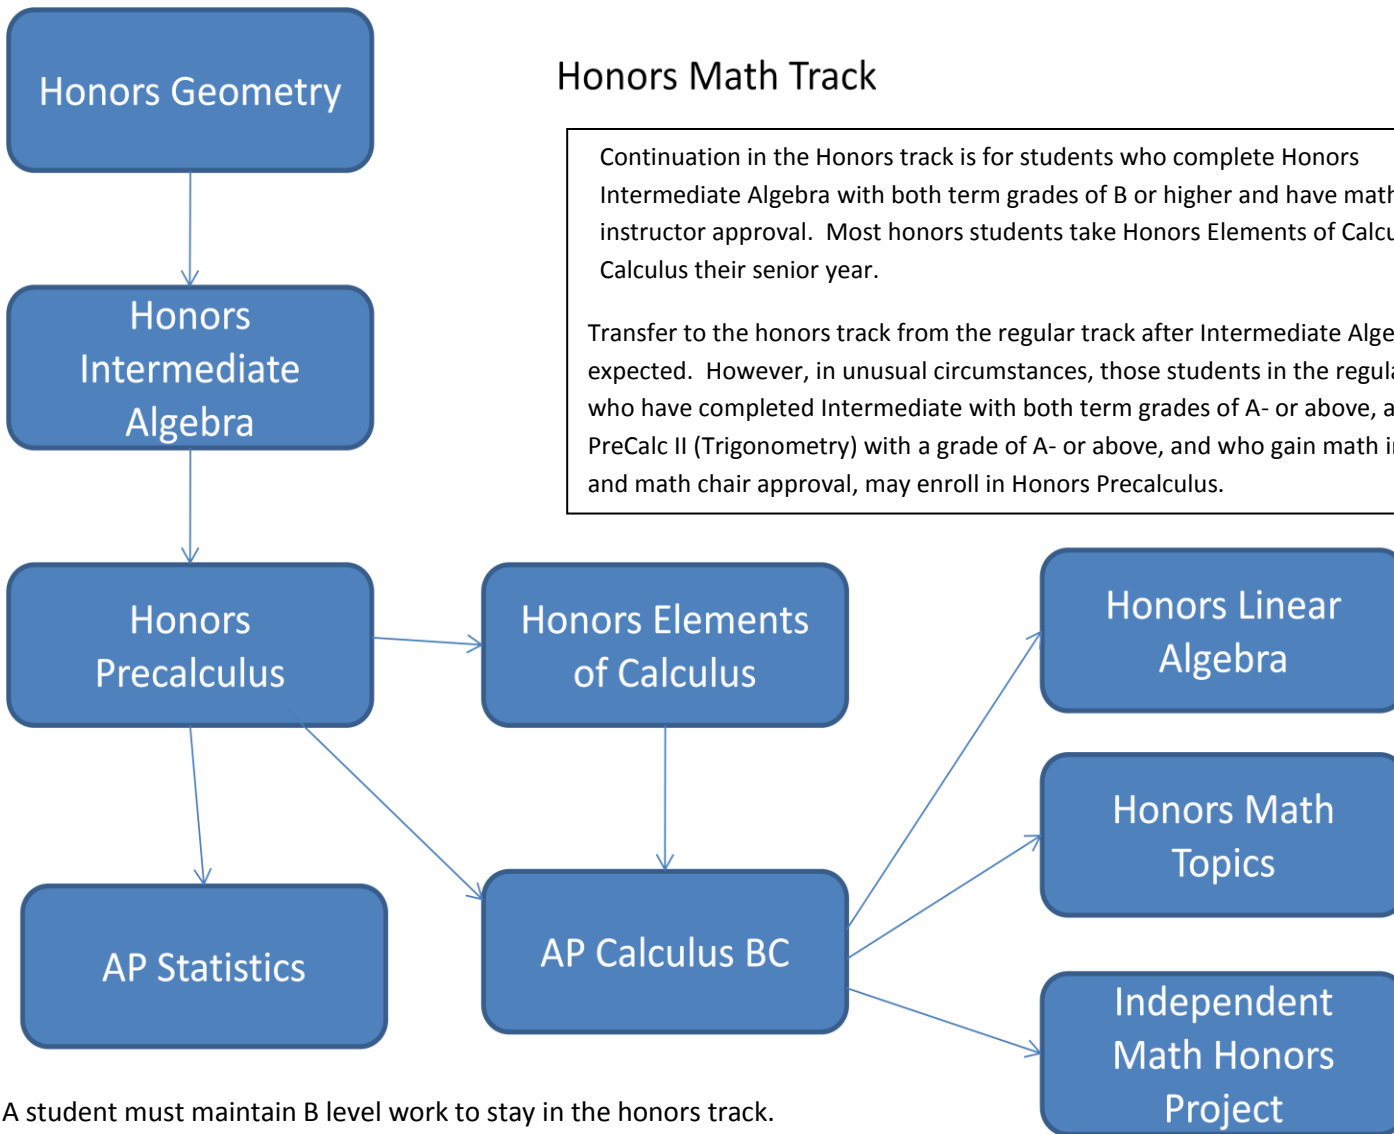 Honors Geometry
Honors Math Track
Continuation in the Honors track is for students who complete Honors
Intermediate Algebra with both term grades of B or higher and have math
instructor approval.  Most honors students take Honors Elements of
Calculus their senior year.
Transfer to the honors track from the regular track after Intermediate
expected.  However, in unusual circumstances, those students in the
who have completed Intermediate with both term grades of A- or above,
PreCalc II (Trigonometry) with a grade of A- or above, and who gain math
and math chair approval, may enroll in Honors Precalculus.
Honors
Intermediate
Algebra
Honors
Precalculus
Honors Elements
of Calculus
Honors Linear
Algebra
Honors Math
Topics
AP Statistics
AP Calculus BC
Independent
Math Honors
Project
A student must maintain B level work to stay in the honors track.